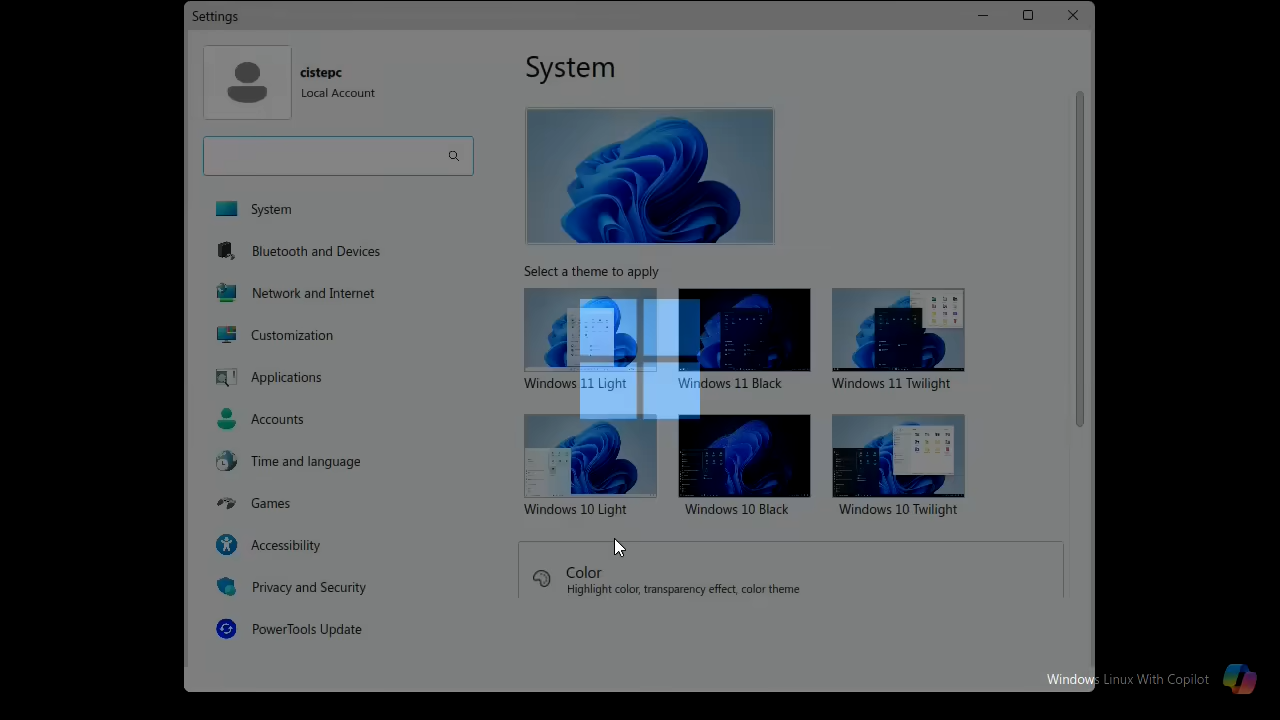 Settings
cistepc
Local Account
System
Bluetooth and Devices
Network and Internet
Customization
Applications
Accounts
Time and language
Games
Accessibility
Privacy and Security
PowerTools Update
System
Select a theme to apply
Windows 11 Light
Windows 11 Black
Windows 11 Twilight
Windows 10 Light
Windows 10 Black
Windows 10 Twilight
Color
Highlight color, transparency effect, color theme
Windows Linux With Copilot